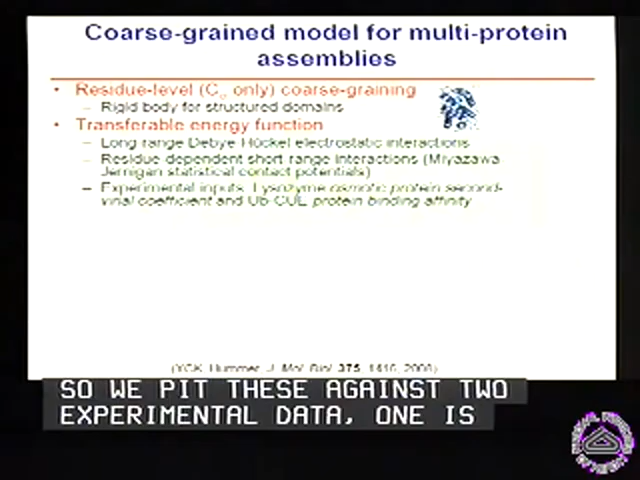 Coarse-grained model for multi-protein
assemblies
• Residue-level (Cα only) coarse-graining
– Rigid body for structured domains
• Transferable energy function
– Long range Debye Hückel electrostatic interactions
– Residue dependent short range interactions (Miyazawa
Jernigan statistical contact potentials)
– Experimental inputs: Lysozyme osmotic protein second-
virial coefficient and Ub-CUE protein binding affinity
(YCK, Hummer, J. Mol. Biol. 375, 1416, 2008)
SO WE PIT THESE AGAINST TWO
EXPERIMENTAL DATA, ONE IS